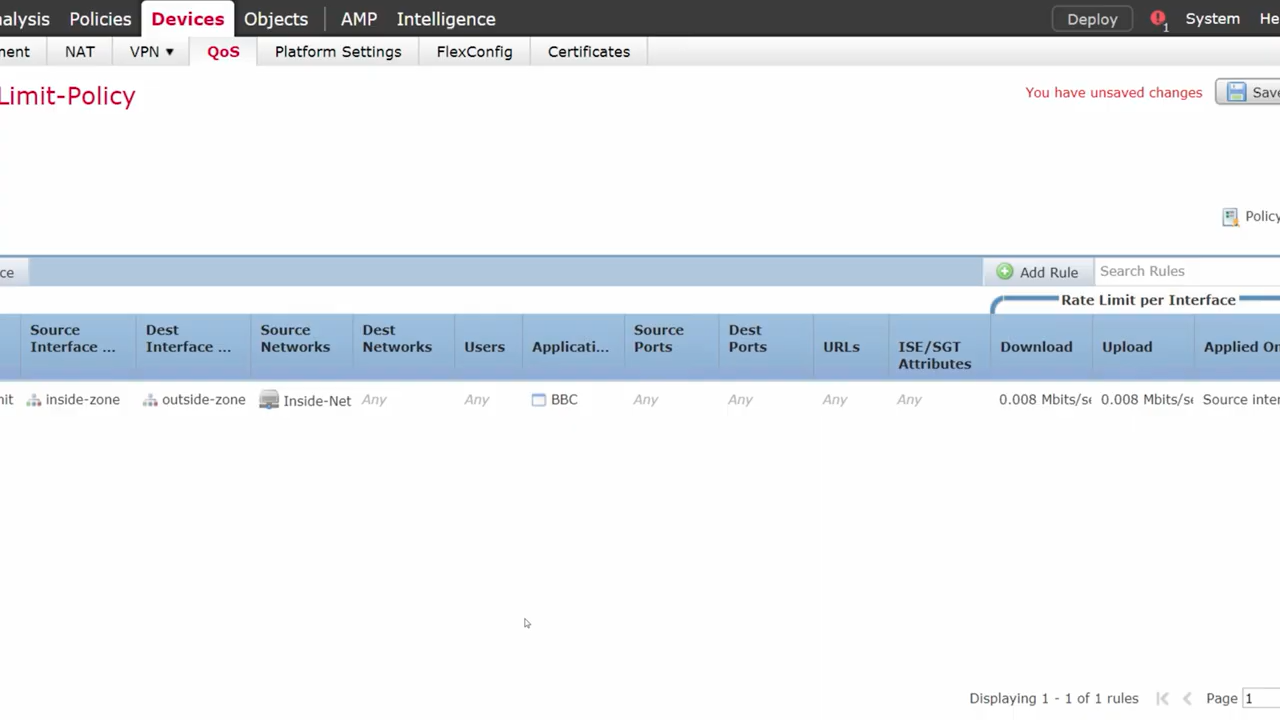 nalysis Policies Devices Objects AMP Intelligence Deploy 1 System He
ment NAT VPN QoS Platform Settings FlexConfig Certificates
Limit-Policy You have unsaved changes Save
Policy
ce Add Rule Search Rules
Rate Limit per Interface
Source Interface ... Dest Interface ... Source Networks Dest Networks Users Applicati... Source Ports Dest Ports URLs ISE/SGT Attributes Download Upload Applied On
nit inside-zone outside-zone Inside-Net Any Any BBC Any Any Any Any 0.008 Mbits/se 0.008 Mbits/se Source inter
Displaying 1 - 1 of 1 rules Page 1